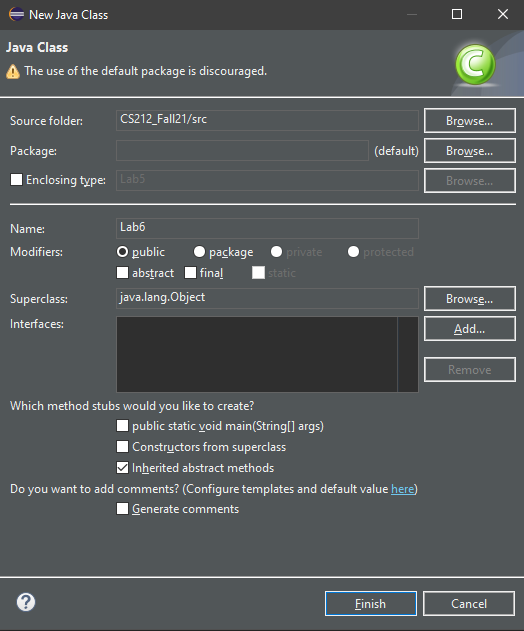 New Java Class
Java Class
The use of the default package is discouraged.
Source folder: CS212_Fall21/src Browse...
Package: (default) Browse...
Enclosing type: Lab5 Browse...
Name: Lab6
Modifiers: public package private protected
abstract final static
Superclass: java.lang.Object Browse...
Interfaces: Add...
Remove
Which method stubs would you like to create?
public static void main(String[] args)
Constructors from superclass
Inherited abstract methods
Do you want to add comments? (Configure templates and default value here)
Generate comments
? Finish Cancel